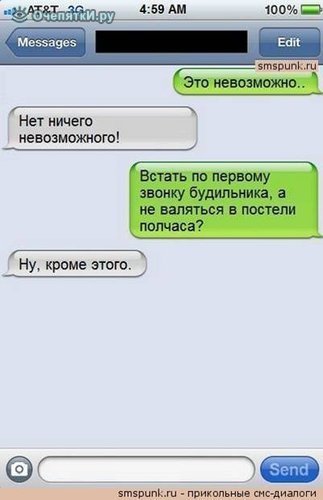 AT&T 3G 4:59 AM 100%
ОчепяткИ.ру
Messages Edit
smspunk.ru
Это невозможно..
Нет ничего
невозможного!
Встать по первому
звонку будильника, а
не валяться в постели
полчаса?
Ну, кроме этого.
Send
smspunk.ru - прикольные смс-диалоги